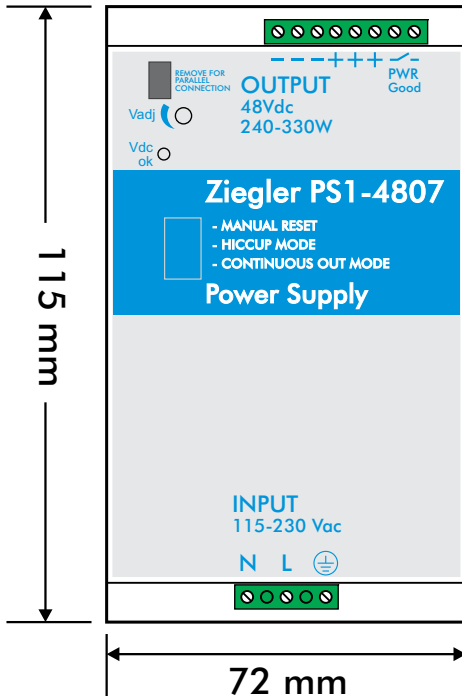 - - - + + +
PWR
Good
REMOVE FOR
PARALLEL
CONNECTION
OUTPUT
48Vdc
240-330W
Vadj
Vdc
ok
Ziegler PS1-4807
- MANUAL RESET
- HICCUP MODE
- CONTINUOUS OUT MODE
Power Supply
115 mm
INPUT
115-230 Vac
N L
72 mm